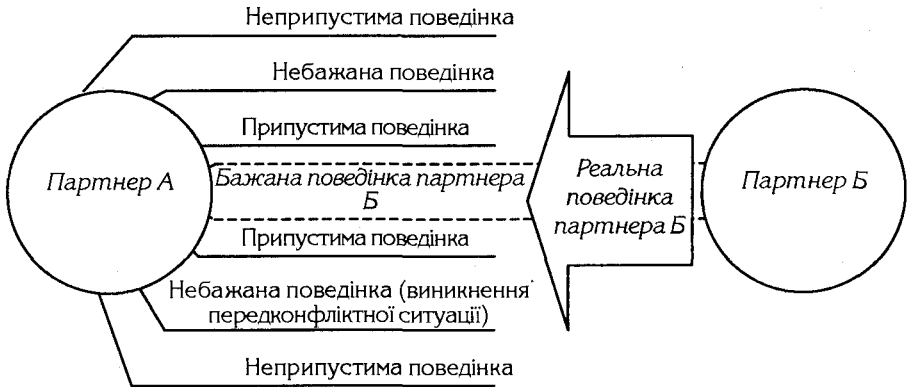 Неприпустима поведінка
Небажана поведінка
Припустима поведінка
Партнер А
Бажана поведінка партнера
Б
Реальна
поведінка
партнера Б
Партнер Б
Припустима поведінка
Небажана поведінка (виникнення
передконфліктної ситуації)
Неприпустима поведінка